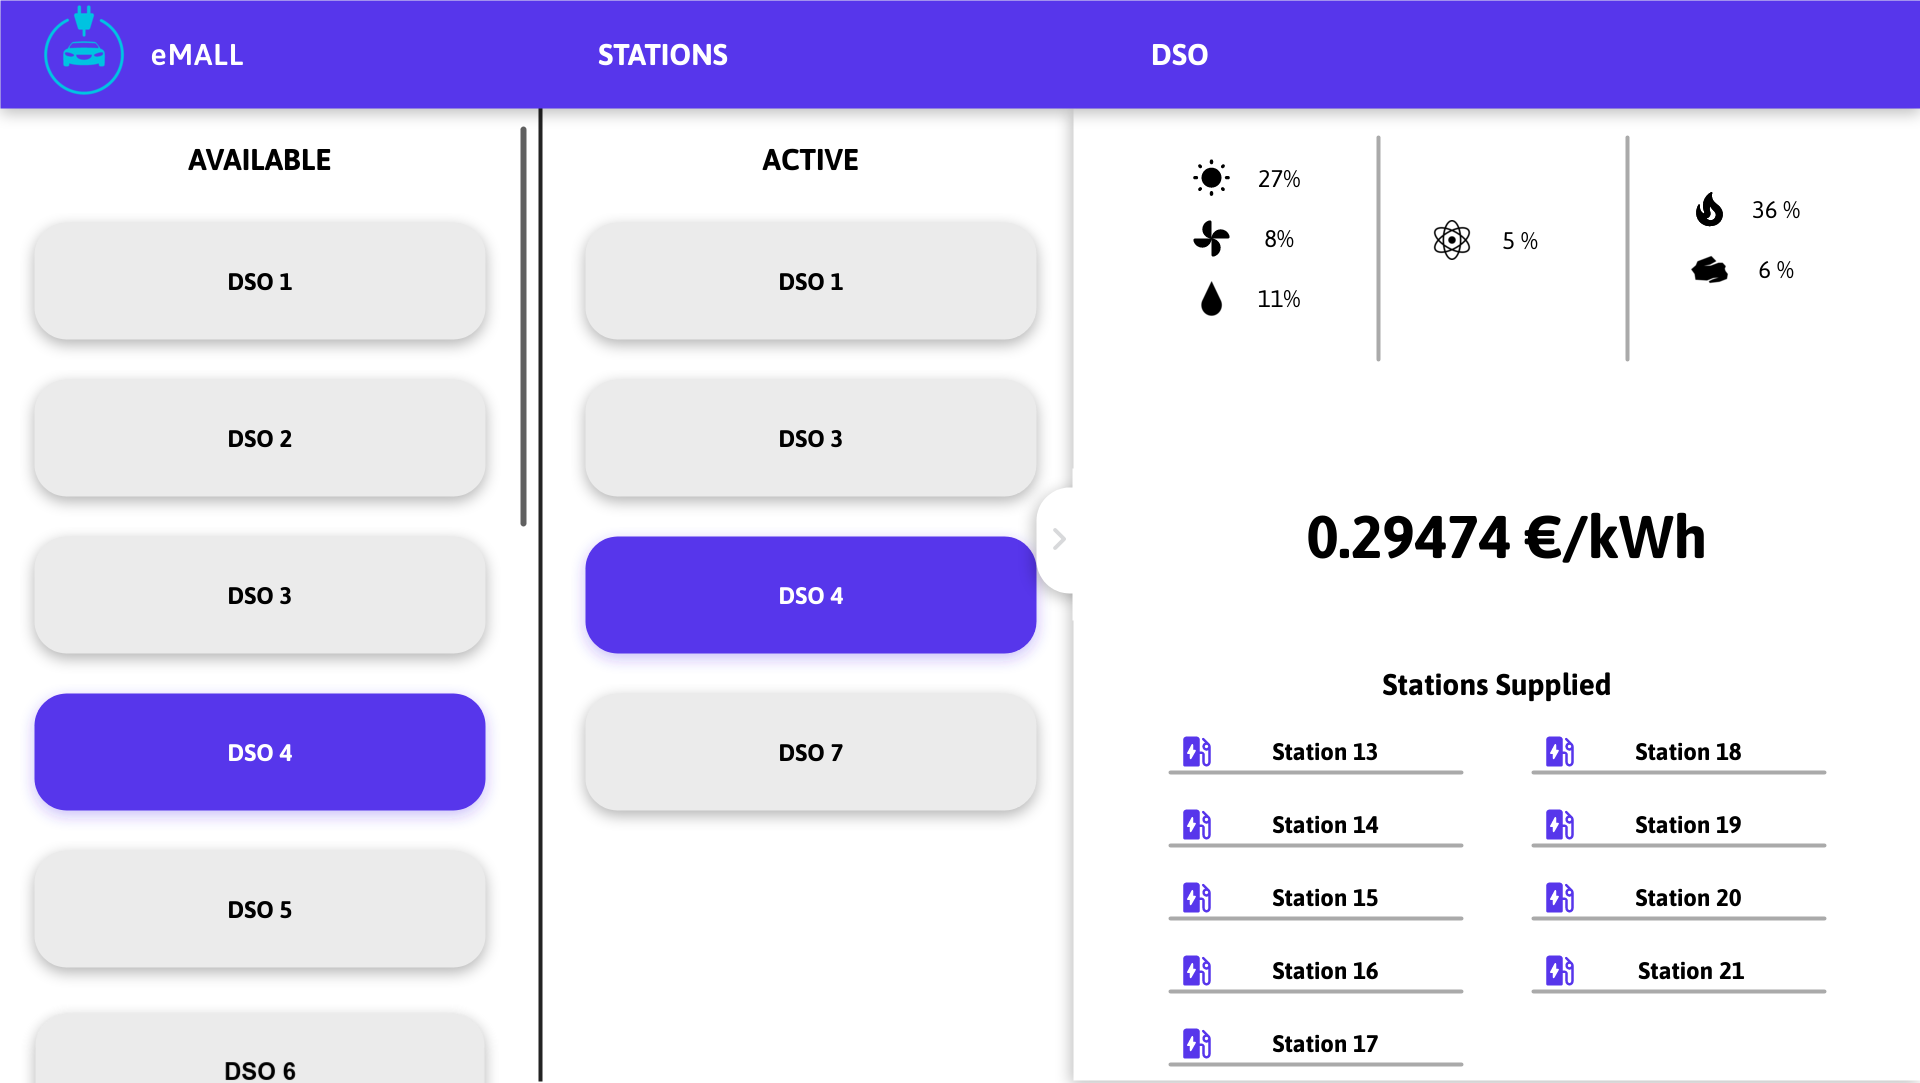 eMALL
STATIONS
DSO
AVAILABLE
DSO 1
DSO 2
DSO 3
DSO 4
DSO 5
DSO 6
ACTIVE
DSO 1
DSO 3
DSO 4
DSO 7
27%
8%
11%
5 %
36 %
6 %
0.29474 €/kWh
Stations Supplied
Station 13
Station 14
Station 15
Station 16
Station 17
Station 18
Station 19
Station 20
Station 21